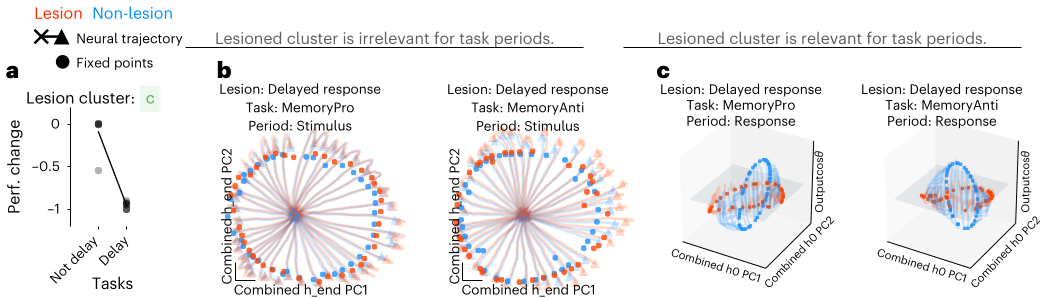 Lesion Non-lesion
Neural trajectory
Fixed points
Lesioned cluster is irrelevant for task periods.
Lesioned cluster is relevant for task periods.
a
Lesion cluster: C
Perf. change
0
−0.5
−1
Not delay
Delay
Tasks
b
Lesion: Delayed response
Task: MemoryPro
Period: Stimulus
Combined h_end PC2
Combined h_end PC1
Lesion: Delayed response
Task: MemoryAnti
Period: Stimulus
Combined h_end PC2
Combined h_end PC1
c
Lesion: Delayed response
Task: MemoryPro
Period: Response
Outputcosθ
Combined h0 PC1
Combined h0 PC2
Lesion: Delayed response
Task: MemoryAnti
Period: Response
Outputcosθ
Combined h0 PC1
Combined h0 PC2